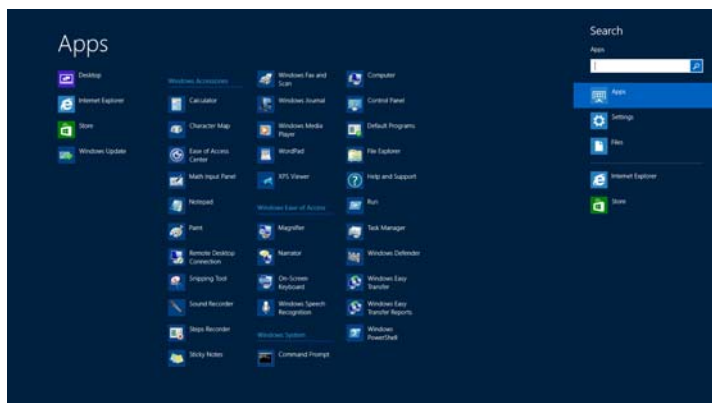 Apps
Desktop
Internet Explorer
Store
Windows Update
Windows Accessories
Calculator
Character Map
Ease of Access
Center
Math Input Panel
Notepad
Paint
Remote Desktop
Connection
Snipping Tool
Sound Recorder
Steps Recorder
Sticky Notes
Windows Fax and
Scan
Windows Journal
Windows Media
Player
WordPad
XPS Viewer
Windows Ease of Access
Magnifier
Narrator
On-Screen
Keyboard
Windows Speech
Recognition
Windows System
Command Prompt
Computer
Control Panel
Default Programs
File Explorer
Help and Support
Run
Task Manager
Windows Defender
Windows Easy
Transfer
Windows Easy
Transfer Reports
Windows
PowerShell
Search
Apps
Apps
Settings
Files
Internet Explorer
Store